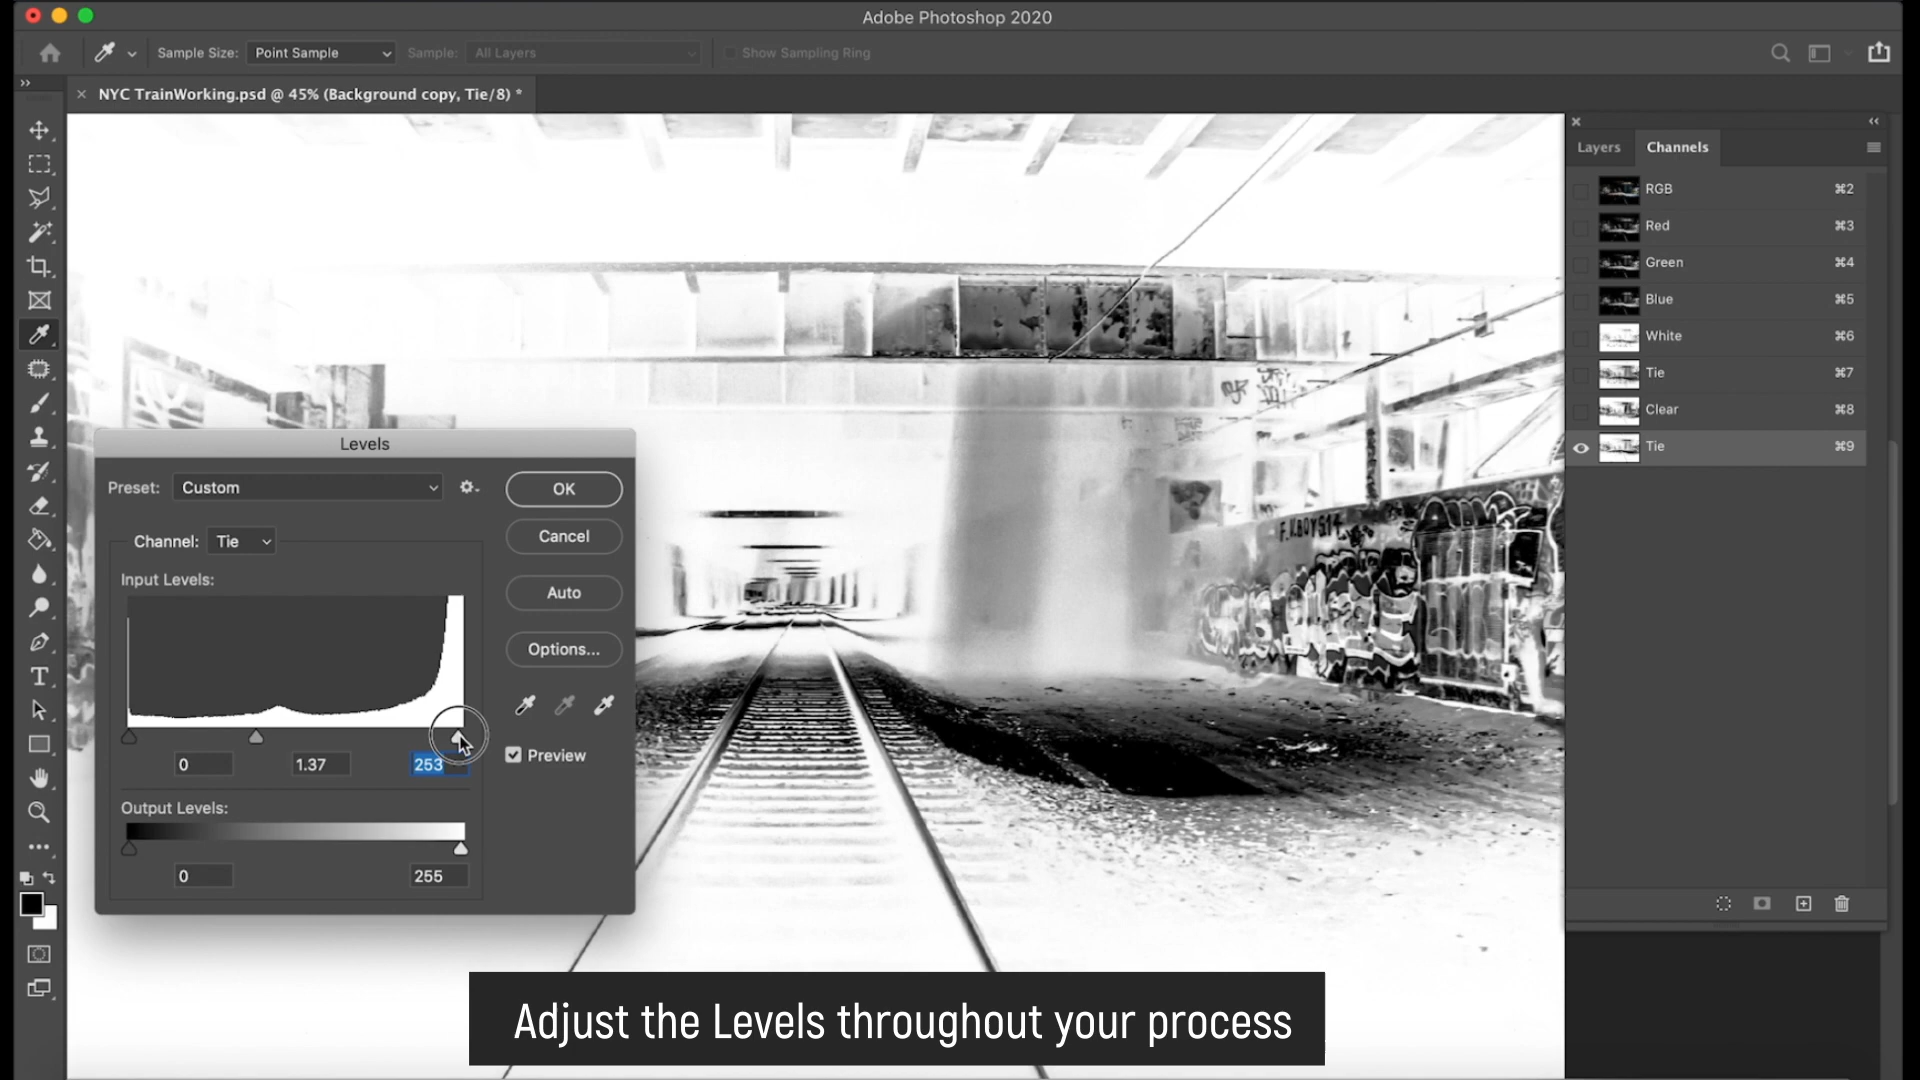 Adobe Photoshop 2020
Sample Size: Point Sample Sample: All Layers Show Sampling Ring
NYC TrainWorking.psd @ 45% (Background copy, Tie/8) *
Layers Channels
RGB ⌘2
Red ⌘3
Green ⌘4
Blue ⌘5
White ⌘6
Tie ⌘7
Clear ⌘8
Tie ⌘9
Levels
Preset: Custom
OK
Cancel
Channel: Tie
Input Levels:
Auto
Options...
Preview
0 1.37 253
Output Levels:
0 255
Adjust the Levels throughout your process